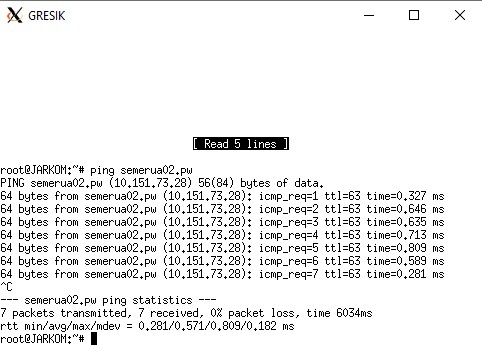 GRESIK
[ Read 5 lines ]
root@JARKOM:~# ping semerua02.pw
PING semerua02.pw (10.151.73.28) 56(84) bytes of data.
64 bytes from semerua02.pw (10.151.73.28): icmp_req=1 ttl=63 time=0.327 ms
64 bytes from semerua02.pw (10.151.73.28): icmp_req=2 ttl=63 time=0.646 ms
64 bytes from semerua02.pw (10.151.73.28): icmp_req=3 ttl=63 time=0.635 ms
64 bytes from semerua02.pw (10.151.73.28): icmp_req=4 ttl=63 time=0.713 ms
64 bytes from semerua02.pw (10.151.73.28): icmp_req=5 ttl=63 time=0.809 ms
64 bytes from semerua02.pw (10.151.73.28): icmp_req=6 ttl=63 time=0.589 ms
64 bytes from semerua02.pw (10.151.73.28): icmp_req=7 ttl=63 time=0.281 ms
^C
--- semerua02.pw ping statistics ---
7 packets transmitted, 7 received, 0% packet loss, time 6034ms
rtt min/avg/max/mdev = 0.281/0.571/0.809/0.182 ms
root@JARKOM:~#